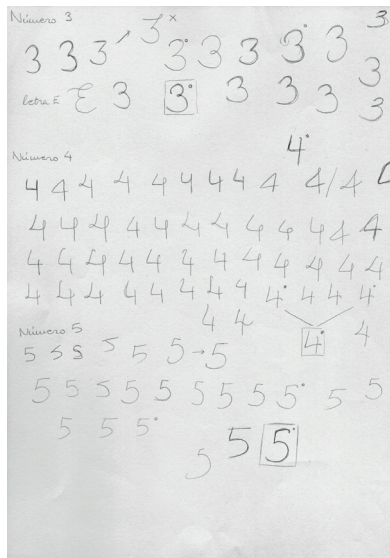 Número 3
3 3 3 3 x 3 3 3 3 3 3
3
letra E E 3 3 3 3 3 3
4
Número 4
4 4 4 4 4 4 4 4 4 4 / 4
4 4 4 4 4 4 4 4 4 4 4 4 4
4 4 4 4 4 4 4 4 4 4 4 4 4
4 4 4 4 4 4 4 4 4 4 4 4
4 4
4 4
Número 5
5 5 5 5 5 5 → 5
5 5 5 5 5 5 5 5 5 5 5 5
5 5 5
5 5 5